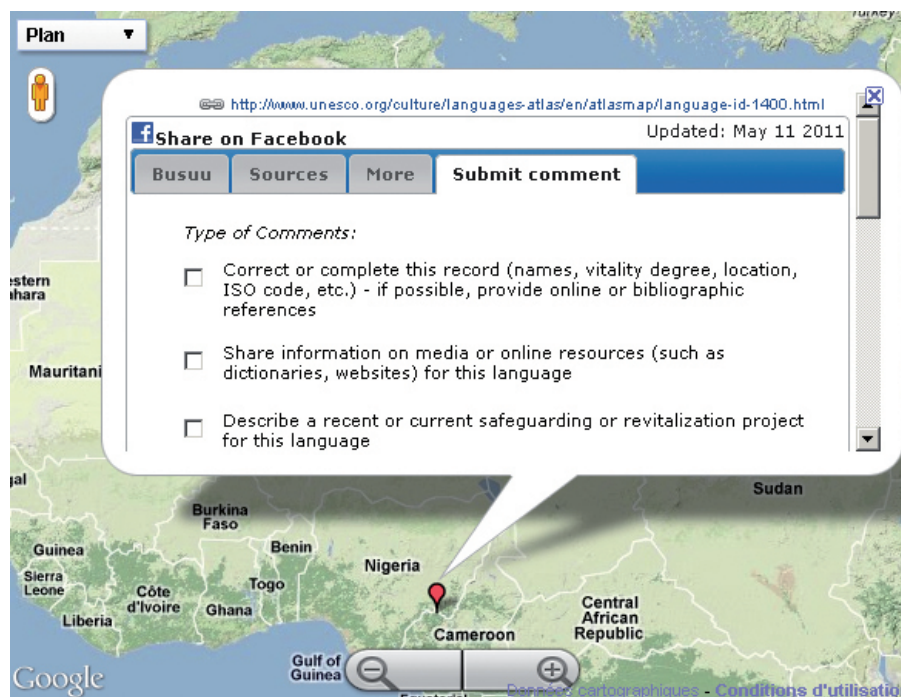 Turkey
Plan
http://www.unesco.org/culture/languages-atlas/en/atlasmap/language-id-1400.html
Share on Facebook
Updated: May 11 2011
Busuu
Sources
More
Submit comment
Type of Comments:
Correct or complete this record (names, vitality degree, location,
ISO code, etc.) - if possible, provide online or bibliographic
references
Share information on media or online resources (such as
dictionaries, websites) for this language
Describe a recent or current safeguarding or revitalization project
for this language
estern
ahara
Mauritani
gal
Sudan
Burkina
Faso
Guinea
Benin
Nigeria
Sierra
Leone
Côte
d'Ivoire
Togo
Ghana
Liberia
Central
African
Republic
Cameroon
Gulf of
Guinea
Google
Données cartographiques - Conditions d'utilisatio